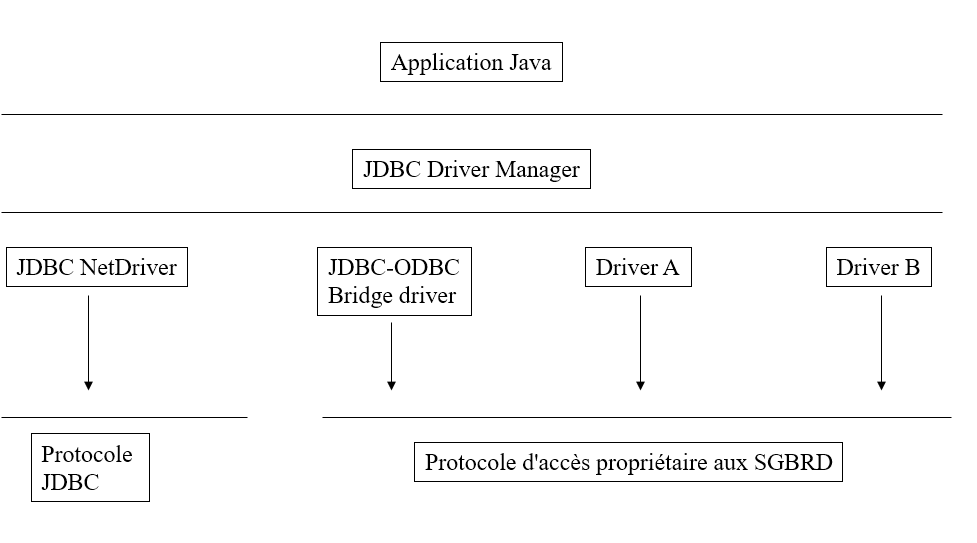 Application Java
JDBC Driver Manager
JDBC NetDriver
JDBC-ODBC
Bridge driver
Driver A
Driver B
Protocole
JDBC
Protocole d'accès propriétaire aux SGBRD